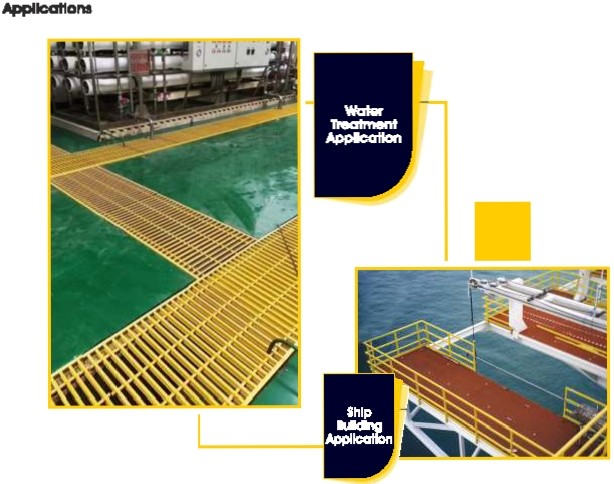 Applications
Water
Treatment
Application
Ship
Building
Application